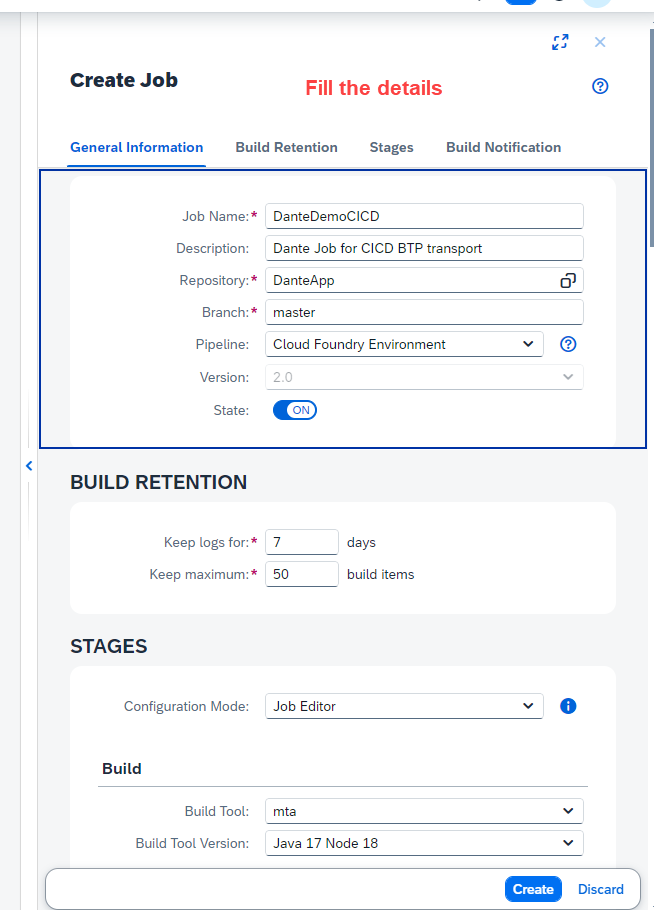 Create Job
Fill the details
General Information Build Retention Stages Build Notification
Job Name:* DanteDemoCICD
Description: Dante Job for CICD BTP transport
Repository:* DanteApp
Branch:* master
Pipeline: Cloud Foundry Environment
Version: 2.0
State: ON
BUILD RETENTION
Keep logs for:* 7 days
Keep maximum:* 50 build items
STAGES
Configuration Mode: Job Editor
Build
Build Tool: mta
Build Tool Version: Java 17 Node 18
Create Discard